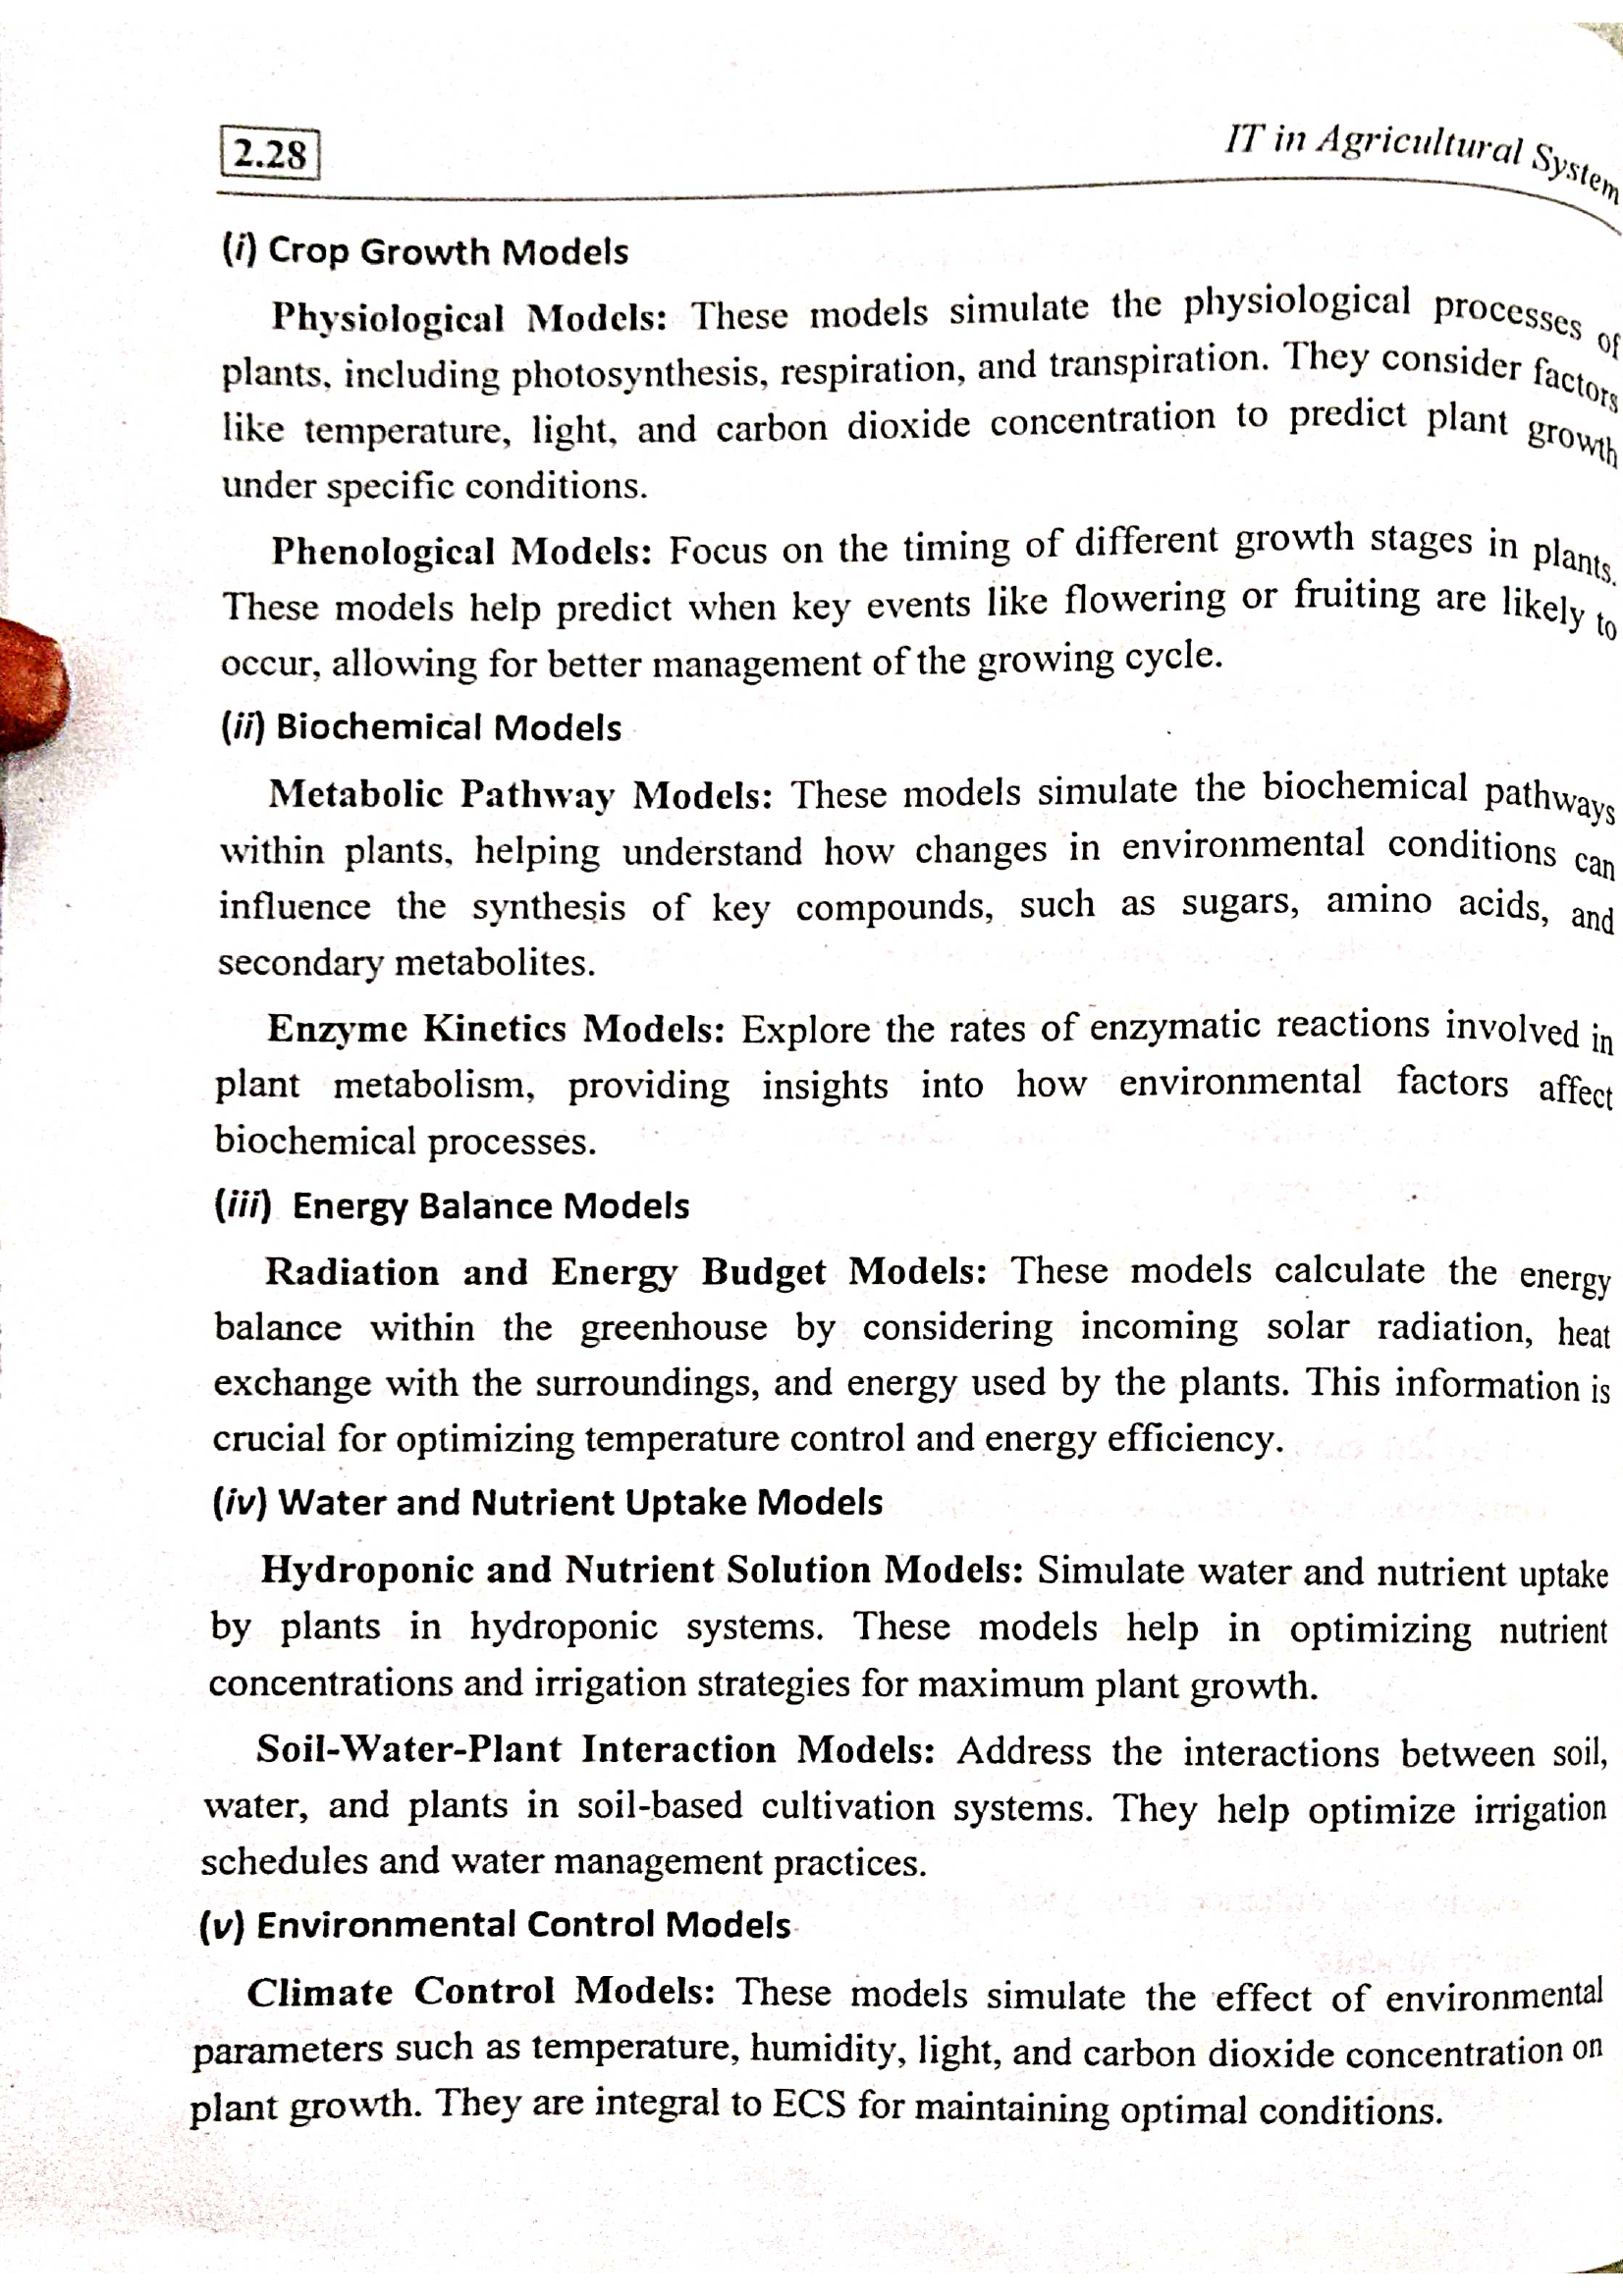 2.28
IT in Agricultural System
(i) Crop Growth Models
Physiological Models: These models simulate the physiological processes of
plants, including photosynthesis, respiration, and transpiration. They consider factors
like temperature, light, and carbon dioxide concentration to predict plant growth
under specific conditions.
Phenological Models: Focus on the timing of different growth stages in plants.
These models help predict when key events like flowering or fruiting are likely to
occur, allowing for better management of the growing cycle.
(ii) Biochemical Models
Metabolic Pathway Models: These models simulate the biochemical pathways
within plants, helping understand how changes in environmental conditions can
influence the synthesis of key compounds, such as sugars, amino acids, and
secondary metabolites.
Enzyme Kinetics Models: Explore the rates of enzymatic reactions involved in
plant metabolism, providing insights into how environmental factors affect
biochemical processes.
(iii) Energy Balance Models
Radiation and Energy Budget Models: These models calculate the energy
balance within the greenhouse by considering incoming solar radiation, heat
exchange with the surroundings, and energy used by the plants. This information is
crucial for optimizing temperature control and energy efficiency.
(iv) Water and Nutrient Uptake Models
Hydroponic and Nutrient Solution Models: Simulate water and nutrient uptake
by plants in hydroponic systems. These models help in optimizing nutrient
concentrations and irrigation strategies for maximum plant growth.
Soil-Water-Plant Interaction Models: Address the interactions between soil,
water, and plants in soil-based cultivation systems. They help optimize irrigation
schedules and water management practices.
(v) Environmental Control Models
Climate Control Models: These models simulate the effect of environmental
parameters such as temperature, humidity, light, and carbon dioxide concentration on
plant growth. They are integral to ECS for maintaining optimal conditions.